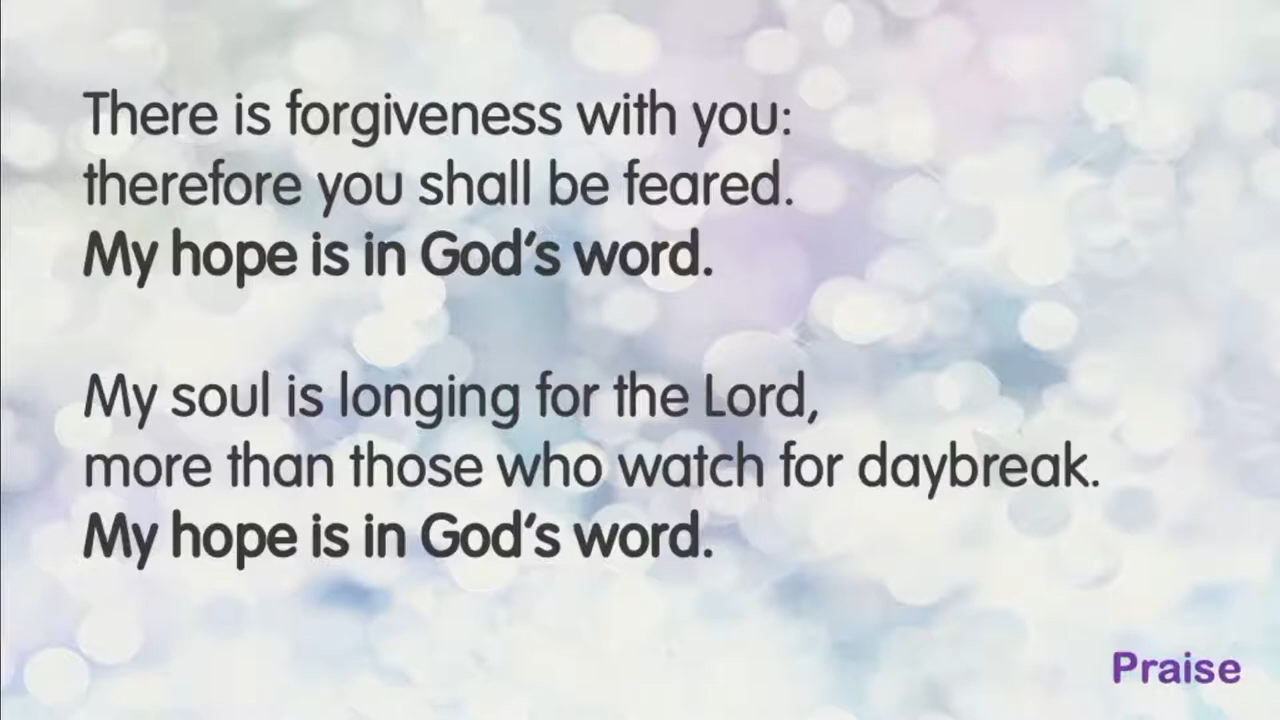 There is forgiveness with you:
therefore you shall be feared.
My hope is in God’s word.
My soul is longing for the Lord,
more than those who watch for daybreak.
My hope is in God’s word.
Praise